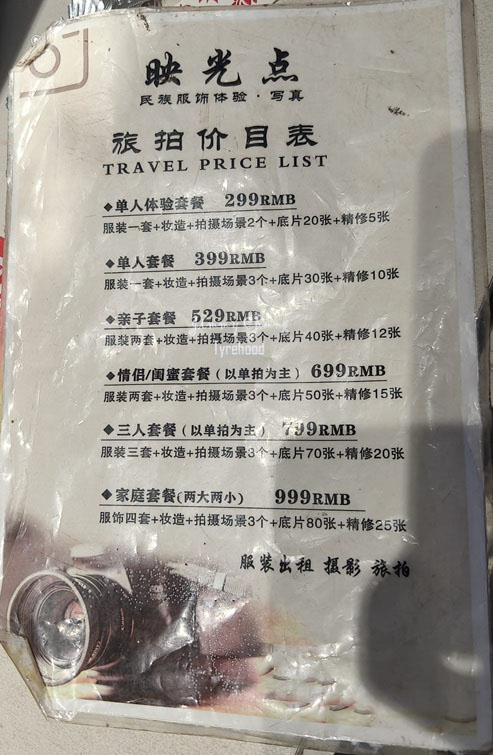 映光点
民族服饰体验·写真
旅拍价目表
TRAVEL PRICE LIST
◆单人体验套餐 299RMB
服装一套+妆造+拍摄场景2个+底片20张+精修5张
◆单人套餐 399RMB
服装一套+妆造+拍摄场景3个+底片30张+精修10张
◆亲子套餐 529RMB
服装两套+妆造+拍摄场景3个+底片40张+精修12张
Tyrehood
◆情侣/闺蜜套餐（以单拍为主）699RMB
服装两套+妆造+拍摄场景3个+底片50张+精修15张
◆三人套餐（以单拍为主）799RMB
服装三套+妆造+拍摄场景3个+底片70张+精修20张
◆家庭套餐(两大两小) 999RMB
服饰四套+妆造+拍摄场景3个+底片80张+精修25张
服装出租 摄影 旅拍